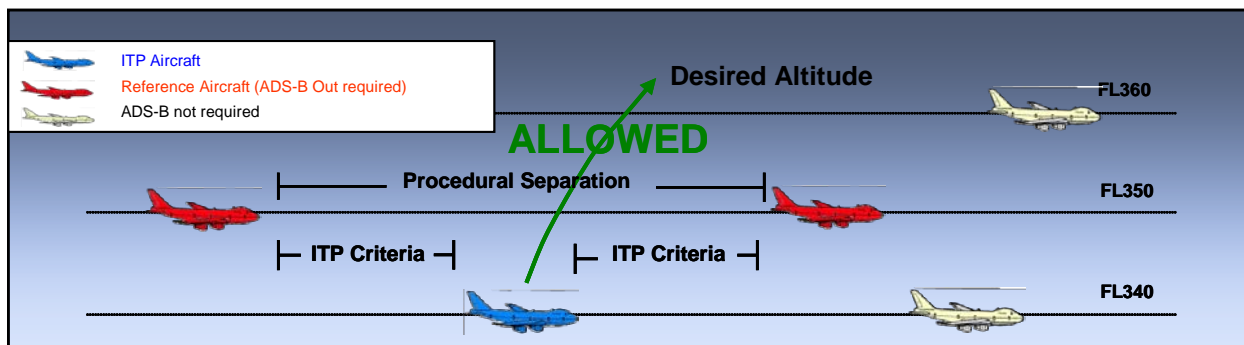 ITP Aircraft
Reference Aircraft (ADS-B Out required)
ADS-B not required
Desired Altitude
FL360
ALLOWED
Procedural Separation
FL350
ITP Criteria
ITP Criteria
FL340